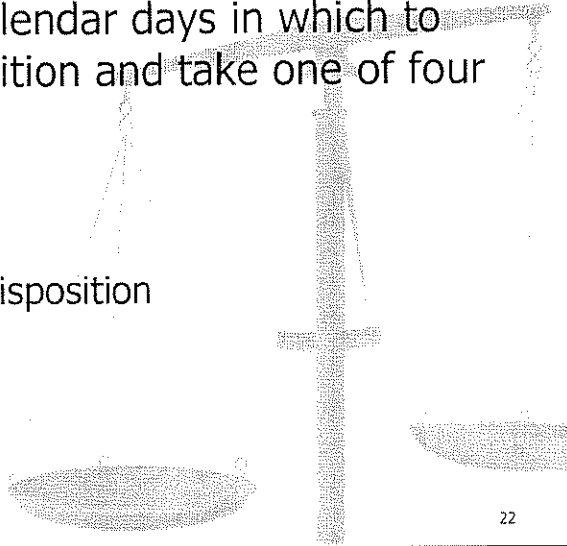 lendar days in which to
ition and take one of four
isposition
22